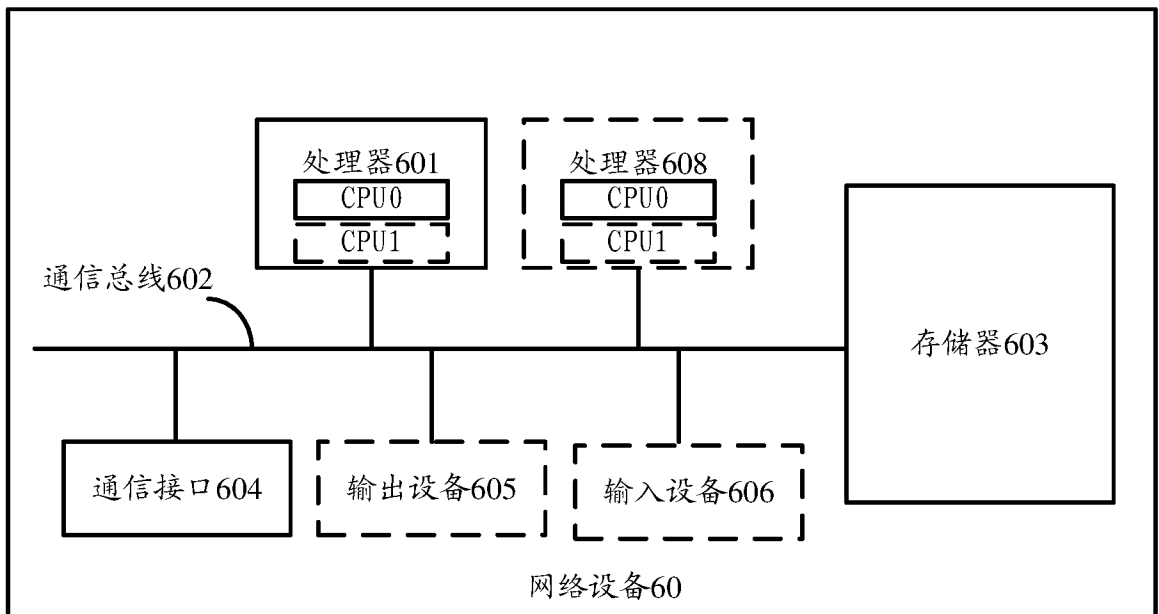 处理器601
CPU0
CPU1
处理器608
CPU0
CPU1
通信总线602
存储器603
通信接口604
输出设备605
输入设备606
网络设备60